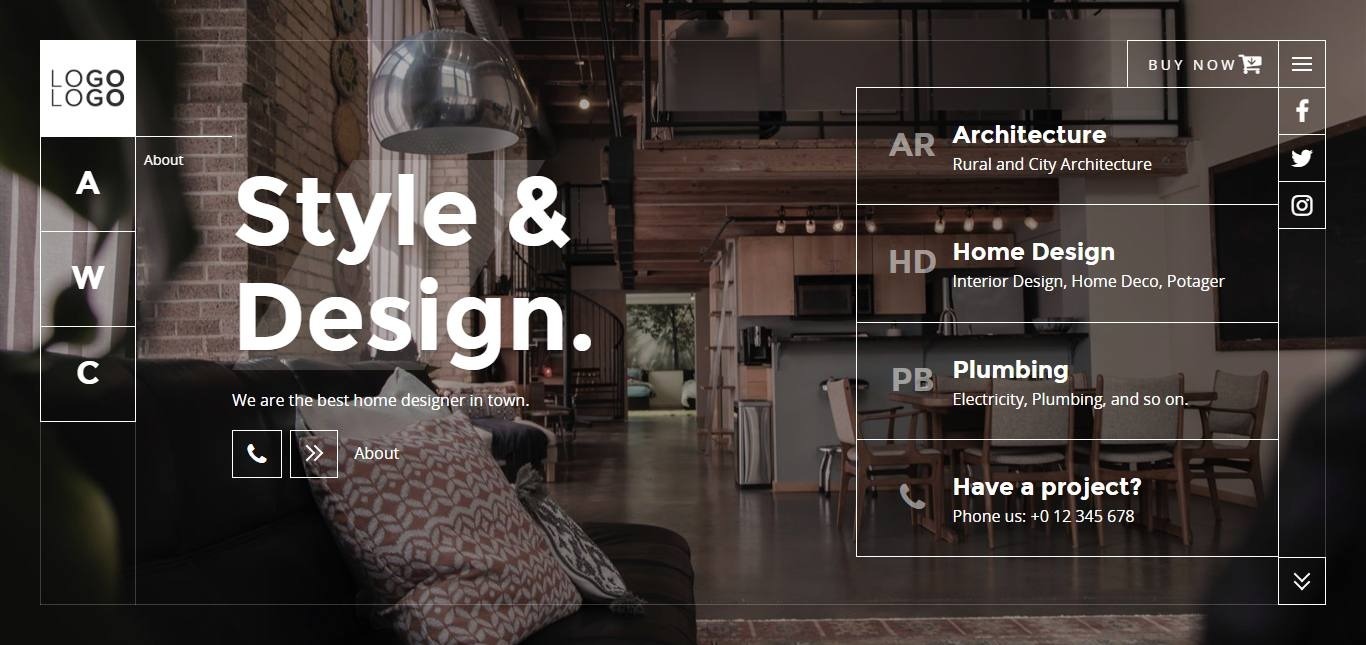 LOGO
LOGO
BUY NOW
A
About
W
C
Style &
Design.
We are the best home designer in town.
About
AR
Architecture
Rural and City Architecture
HD
Home Design
Interior Design, Home Deco, Potager
PB
Plumbing
Electricity, Plumbing, and so on.
Have a project?
Phone us: +0 12 345 678